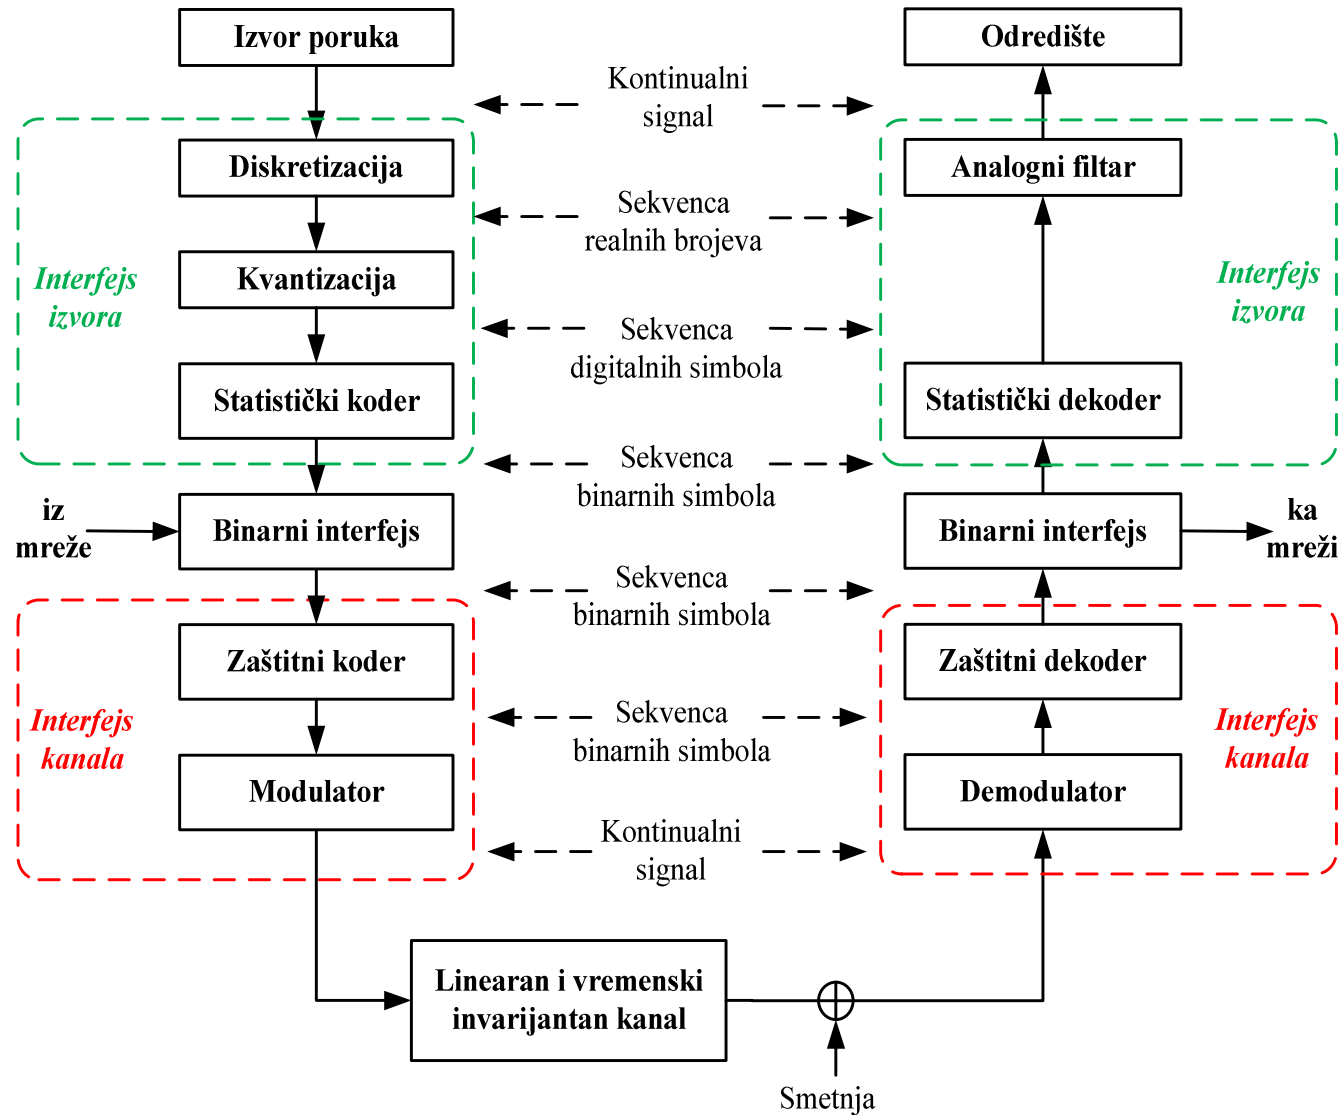 Izvor poruka
Odredište
Kontinualni
signal
Diskretizacija
Analogni filtar
Sekvenca
realnih brojeva
Interfejs
izvora
Kvantizacija
Interfejs
izvora
Sekvenca
digitalnih simbola
Statistički koder
Statistički dekoder
Sekvenca
binarnih simbola
iz
mreže
Binarni interfejs
Binarni interfejs
ka
mreži
Sekvenca
binarnih simbola
Zaštitni koder
Zaštitni dekoder
Interfejs
kanala
Sekvenca
binarnih simbola
Interfejs
kanala
Modulator
Demodulator
Kontinualni
signal
Linearan i vremenski
invarijantan kanal
Smetnja